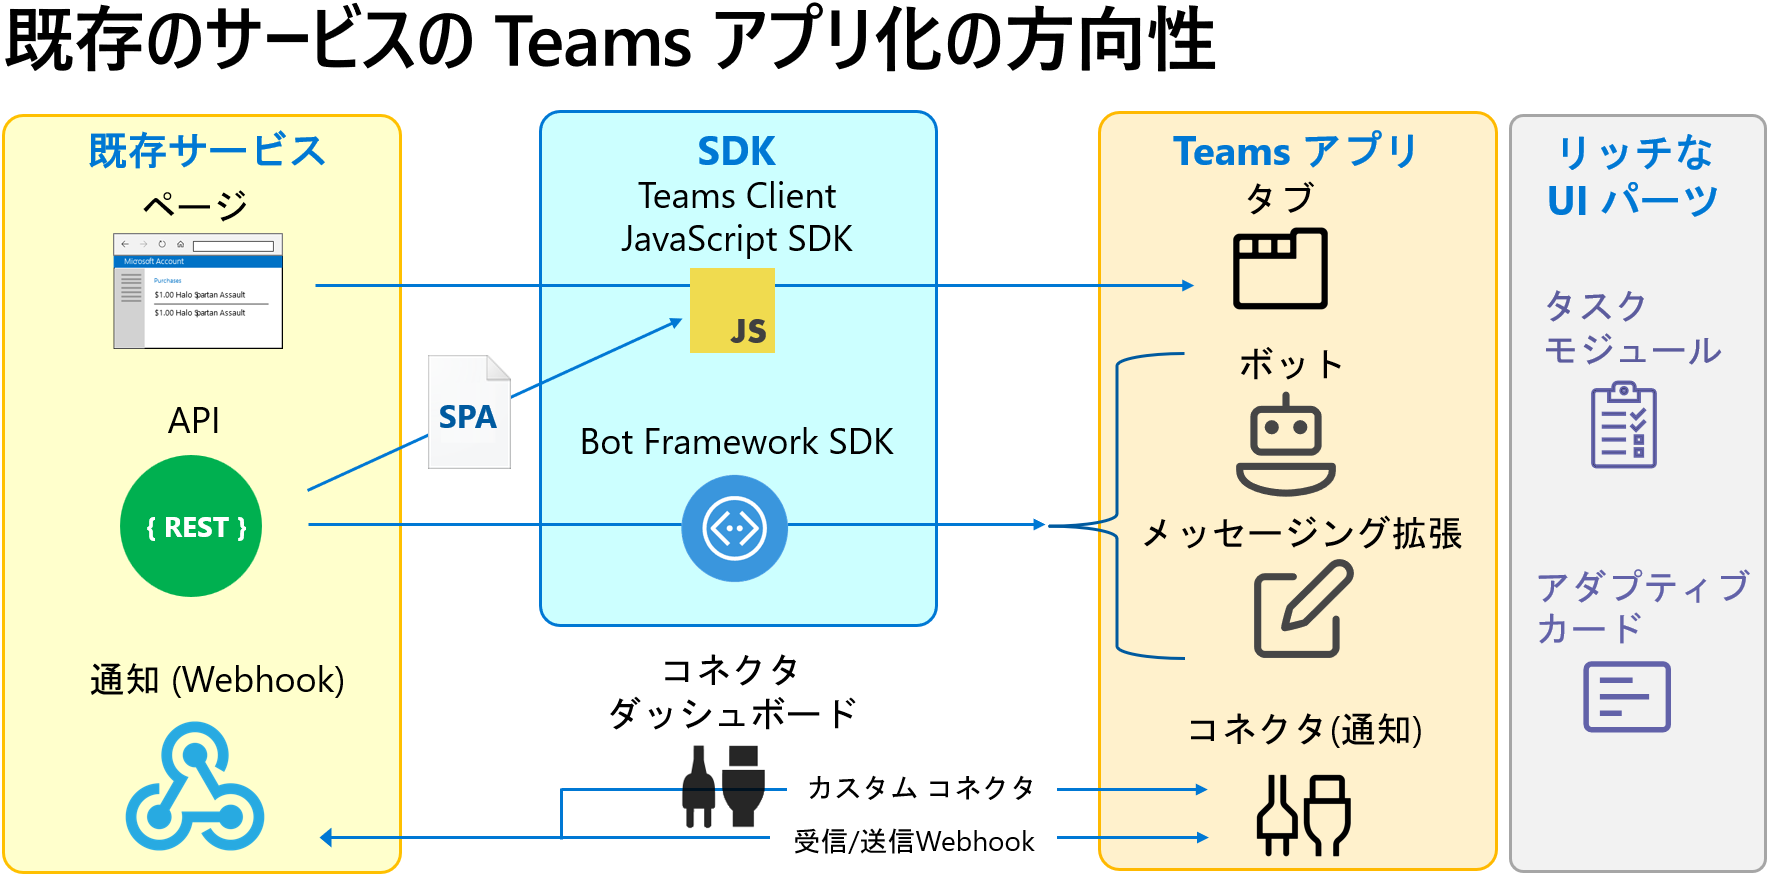 既存のサービスの Teams アプリ化の方向性
既存サービス
ページ
Microsoft Account
Purchases
$1.00 Halo Spartan Assault
$1.00 Halo Spartan Assault
API
{ REST }
通知 (Webhook)
SPA
SDK
Teams Client
JavaScript SDK
JS
Bot Framework SDK
コネクタ
ダッシュボード
カスタム コネクタ
受信/送信Webhook
Teams アプリ
タブ
ボット
メッセージング拡張
コネクタ(通知)
リッチな
UI パーツ
タスク
モジュール
アダプティブ
カード